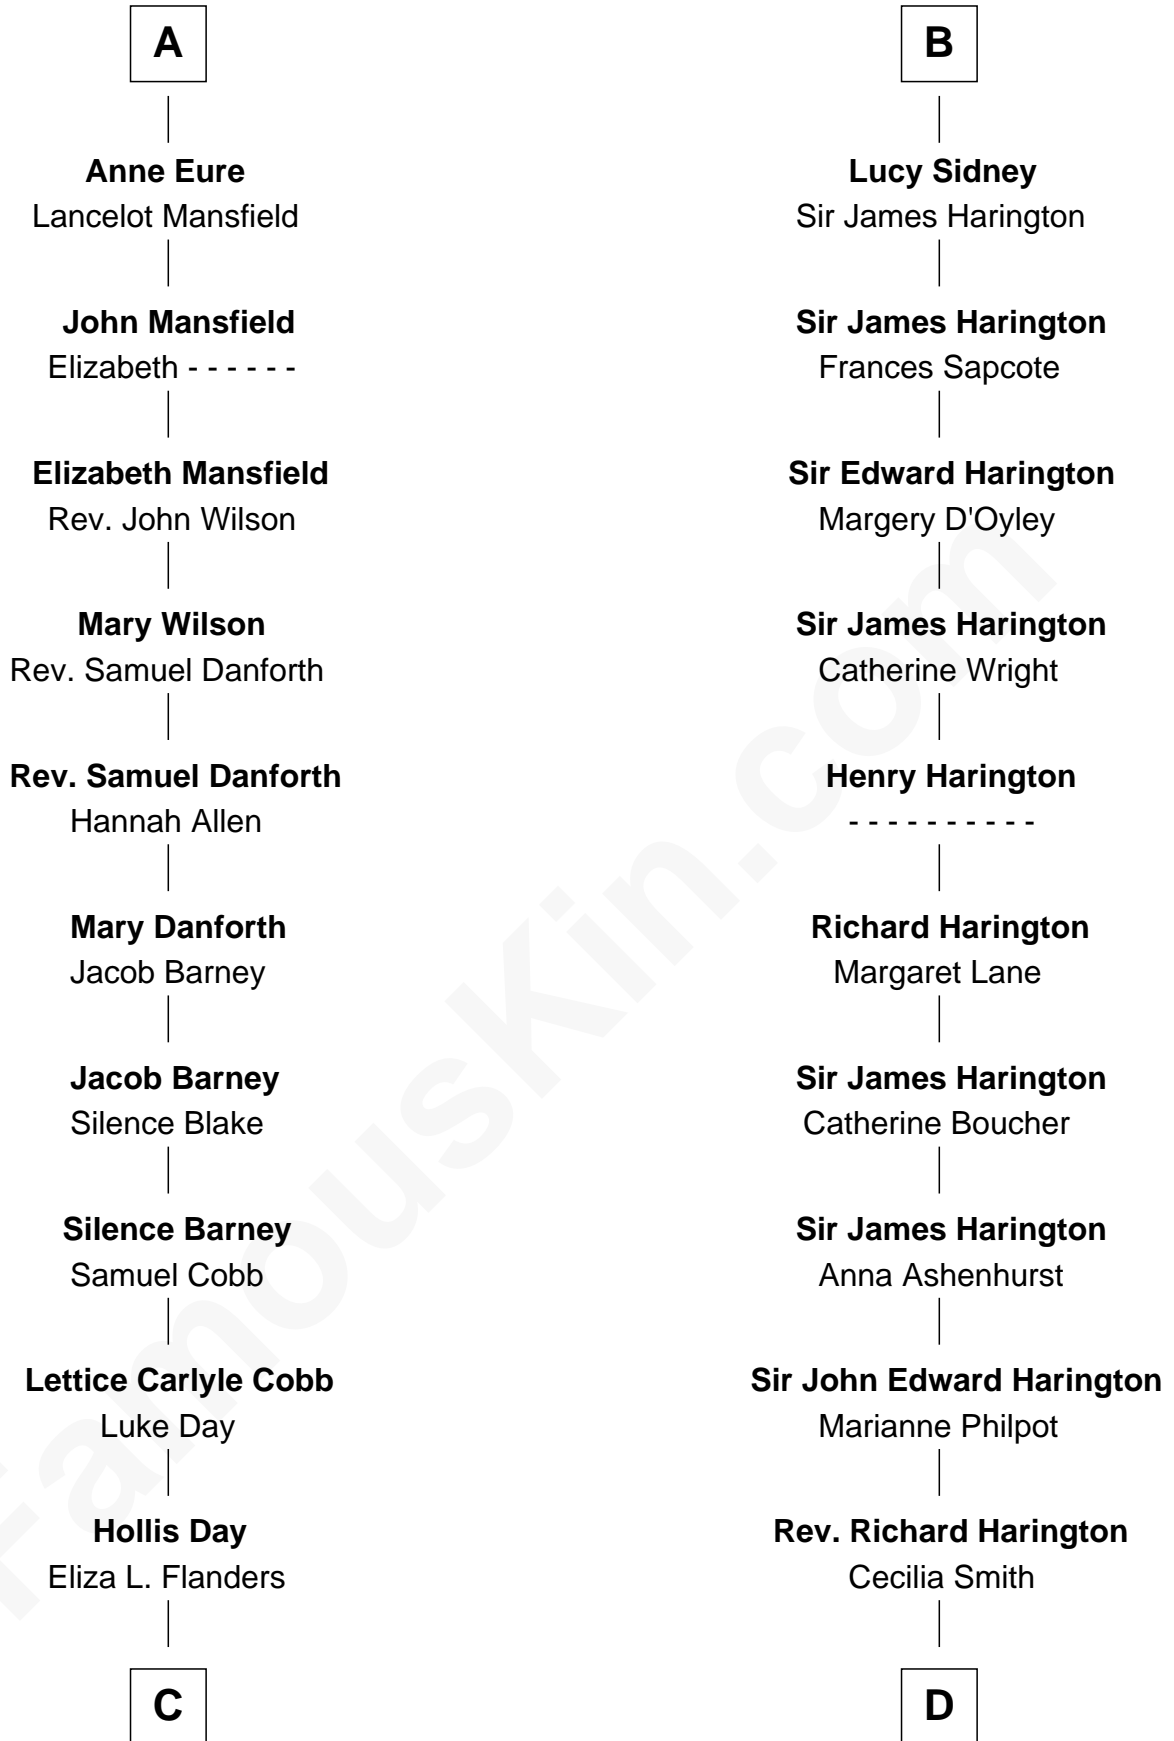 A
Anne Eure
Lancelot Mansfield
John Mansfield
Elizabeth - - - - - -
Elizabeth Mansfield
Rev. John Wilson
Mary Wilson
Rev. Samuel Danforth
Rev. Samuel Danforth
Hannah Allen
Mary Danforth
Jacob Barney
Jacob Barney
Silence Blake
Silence Barney
Samuel Cobb
Lettice Carlyle Cobb
Luke Day
Hollis Day
Eliza L. Flanders
C
B
Lucy Sidney
Sir James Harington
Sir James Harington
Frances Sapcote
Sir Edward Harington
Margery D'Oyley
Sir James Harington
Catherine Wright
Henry Harington
- - - - - - - - - -
Richard Harington
Margaret Lane
Sir James Harington
Catherine Boucher
Sir James Harington
Anna Ashenhurst
Sir John Edward Harington
Marianne Philpot
Rev. Richard Harington
Cecilia Smith
D
FamousKin.com